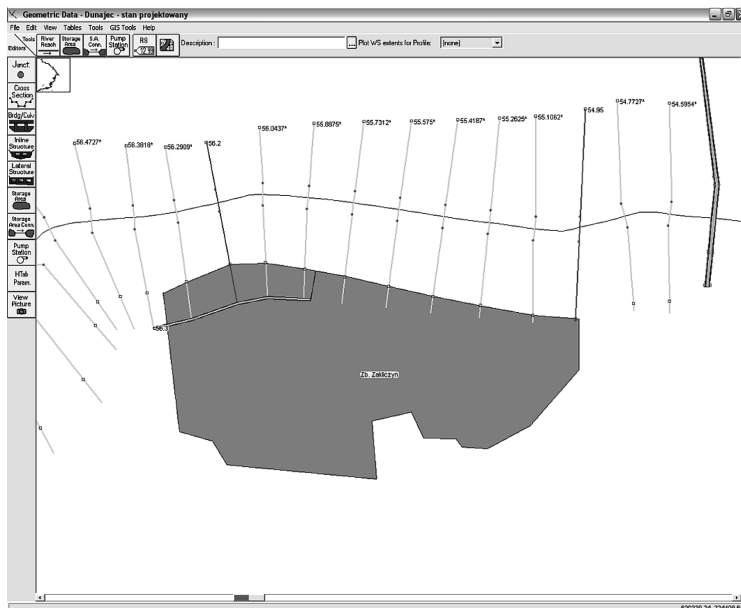 Geometric Data - Dunajec - stan projektowany
File Edit View Tables Tools GIS Tools Help
Tools
Editors
River Reach
Storage Area
S.A. Conn.
Pump Station
RS
Description :
...
Plot WS extents for Profile:
(none)
Junct.
Cross Section
Brdg/Culv
Inline Structure
Lateral Structure
Storage Area
Storage Area Conn.
Pump Station
HTab Param.
View Picture
56.4727*
56.3818*
56.2909*
56.2
56.0437*
55.8875*
55.7312*
55.575*
55.4187*
55.2625*
55.1062*
54.95
54.7727*
54.5954*
56.3
Zb. Zakliczyn